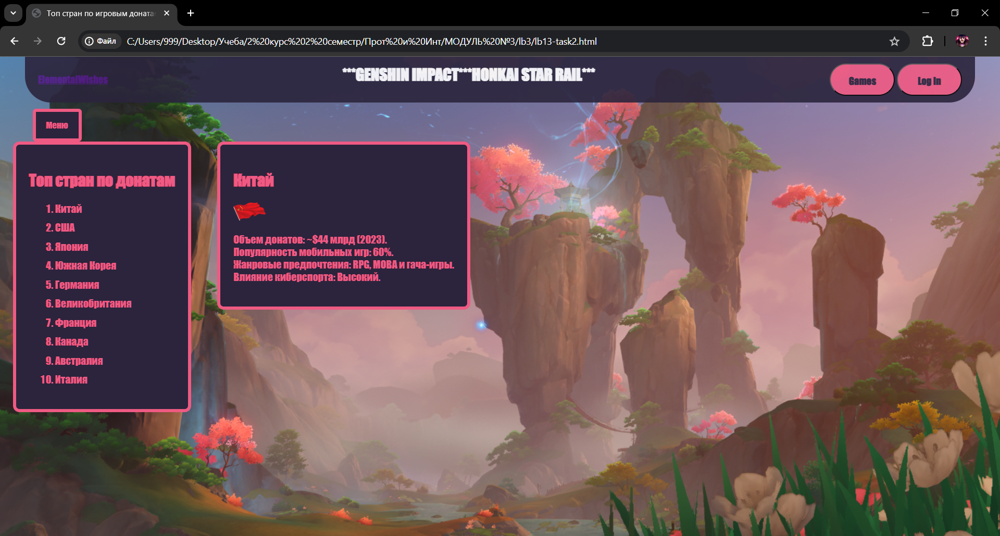 Топ стран по игровым доната
Файл
C:/Users/999/Desktop/Учеба/2%20курс%202%20семестр/Прот%20и%20Инт/МОДУЛЬ%20№3/lb3/lb13-task2.html
ElementalWishes
***GENSHIN IMPACT***HONKAI STAR RAIL***
Games
Log In
Меню
Топ стран по донатам
1. Китай
2. США
3. Япония
4. Южная Корея
5. Германия
6. Великобритания
7. Франция
8. Канада
9. Австралия
10. Италия
Китай
Объем донатов: ~$44 млрд (2023).
Популярность мобильных игр: 60%.
Жанровые предпочтения: RPG, MOBA и гача-игры.
Влияние киберспорта: Высокий.